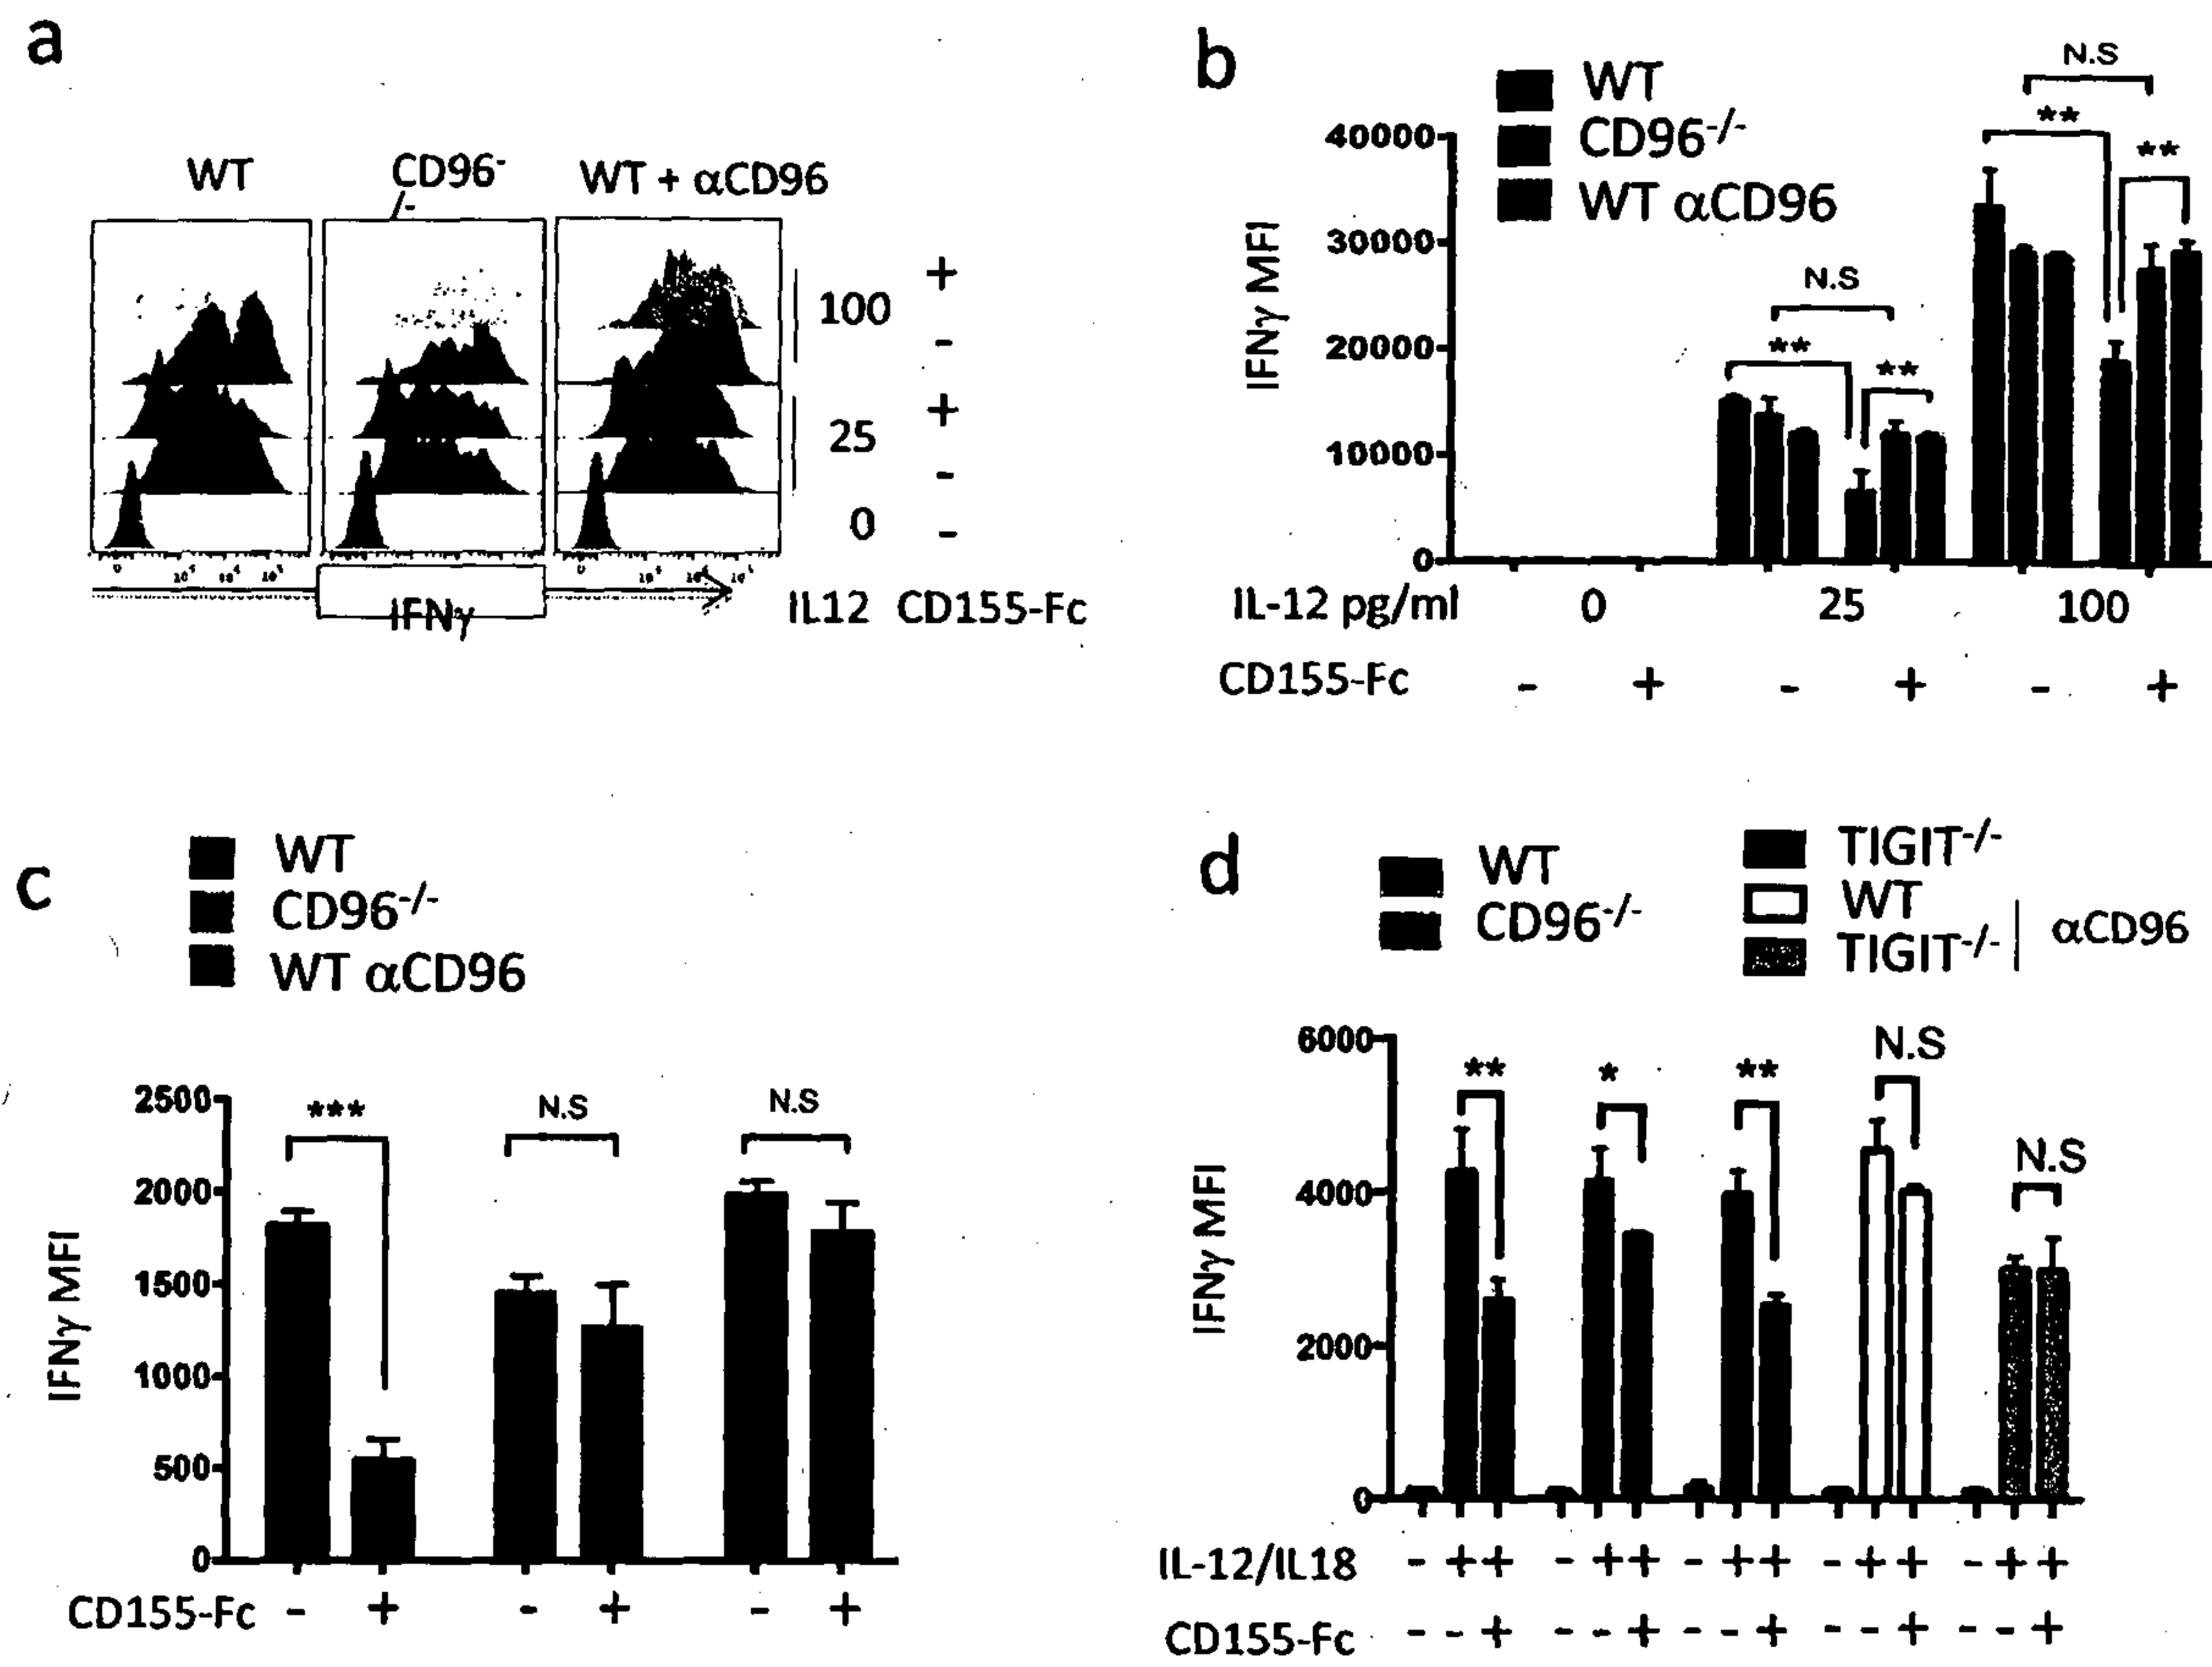 a
WT
CD96-
/-
WT + αCD96
100
+
-
25
+
-
0
-
IFNγ
IL12 CD155-Fc
b
WT
CD96-/-
WT αCD96
IFNγ MFI
40000
30000
20000
10000
0
N.S
**
**
N.S
**
**
IL-12 pg/ml 0 25 100
CD155-Fc - + - + - +
c
WT
CD96-/-
WT αCD96
IFNγ MFI
2500
2000
1500
1000
500
0
***
N.S
N.S
CD155-Fc - + - + - +
d
WT
CD96-/-
TIGIT-/-
WT
TIGIT-/-
αCD96
IFNγ MFI
6000
4000
2000
0
**
*
**
N.S
N.S
IL-12/IL18 - + + - + + - + + - + + - + +
CD155-Fc - - + - - + - - + - - + - - +